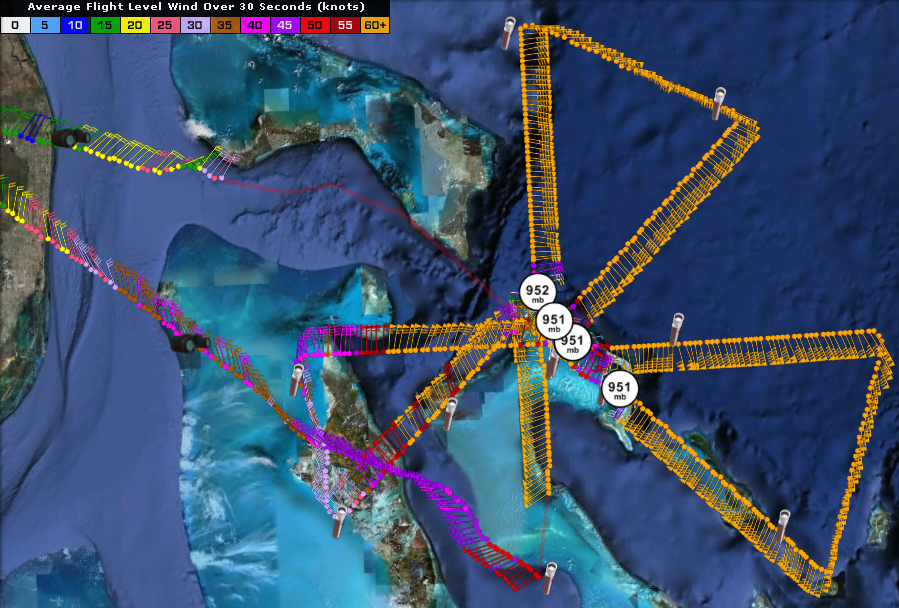 Average Flight Level Wind Over 30 Seconds (knots)
0 5 10 15 20 25 30 35 40 45 50 55 60+
952
mb
951
mb
951
mb
951
mb